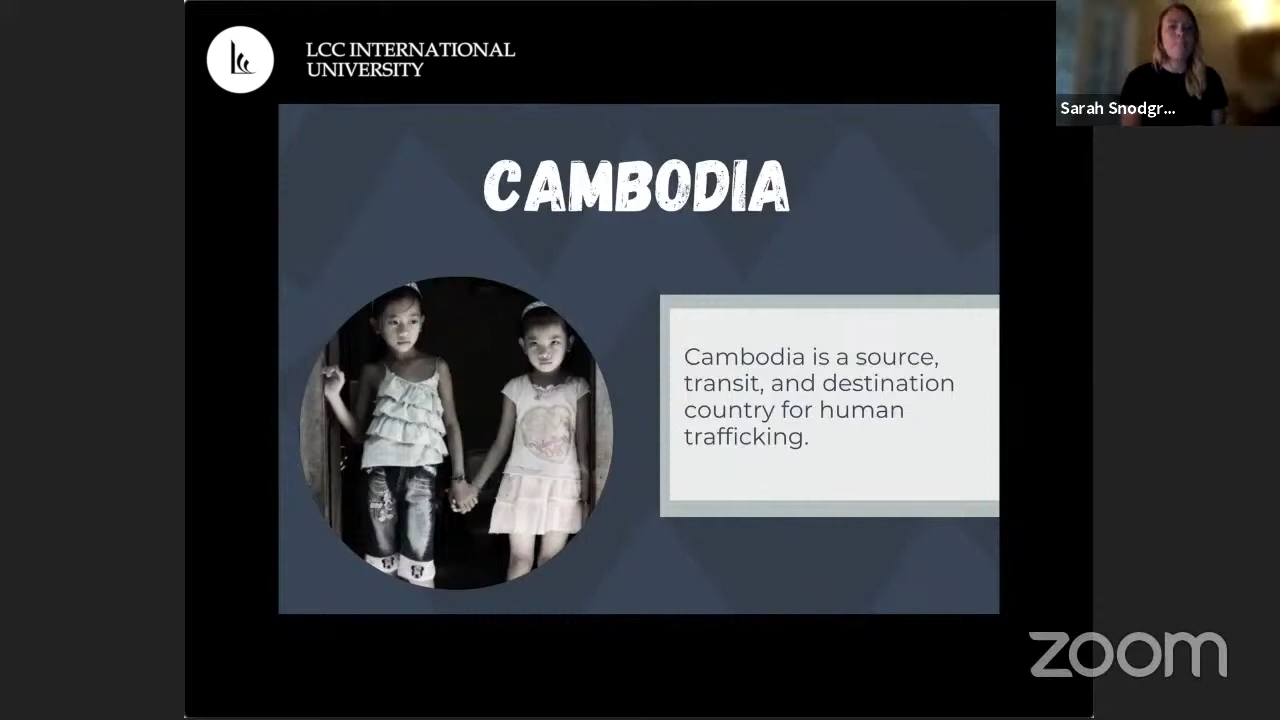 LCC INTERNATIONAL
UNIVERSITY
Sarah Snodgr...
CAMBODIA
Cambodia is a source,
transit, and destination
country for human
trafficking.
zoom